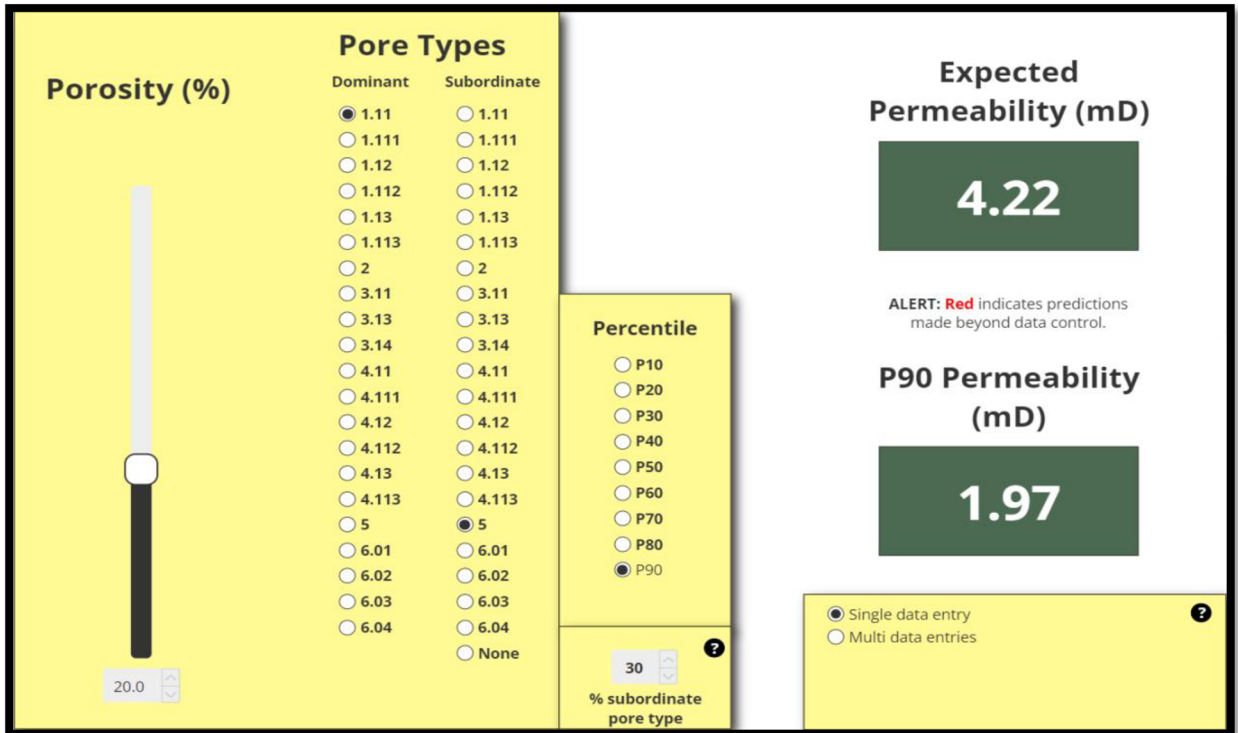 Porosity (%)
20.0
Pore Types
Dominant Subordinate
1.11 1.11
1.111 1.111
1.12 1.12
1.112 1.112
1.13 1.13
1.113 1.113
2 2
3.11 3.11
3.13 3.13
3.14 3.14
4.11 4.11
4.111 4.111
4.12 4.12
4.112 4.112
4.13 4.13
4.113 4.113
5 5
6.01 6.01
6.02 6.02
6.03 6.03
6.04 6.04
None
Percentile
P10
P20
P30
P40
P50
P60
P70
P80
P90
?
30
% subordinate
pore type
Expected
Permeability (mD)
4.22
ALERT: Red indicates predictions
made beyond data control.
P90 Permeability
(mD)
1.97
Single data entry ?
Multi data entries